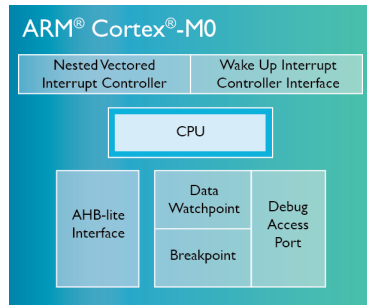 ARM® Cortex®-M0
Nested Vectored
Interrupt Controller
Wake Up Interrupt
Controller Interface
CPU
AHB-lite
Interface
Data
Watchpoint
Breakpoint
Debug
Access
Port